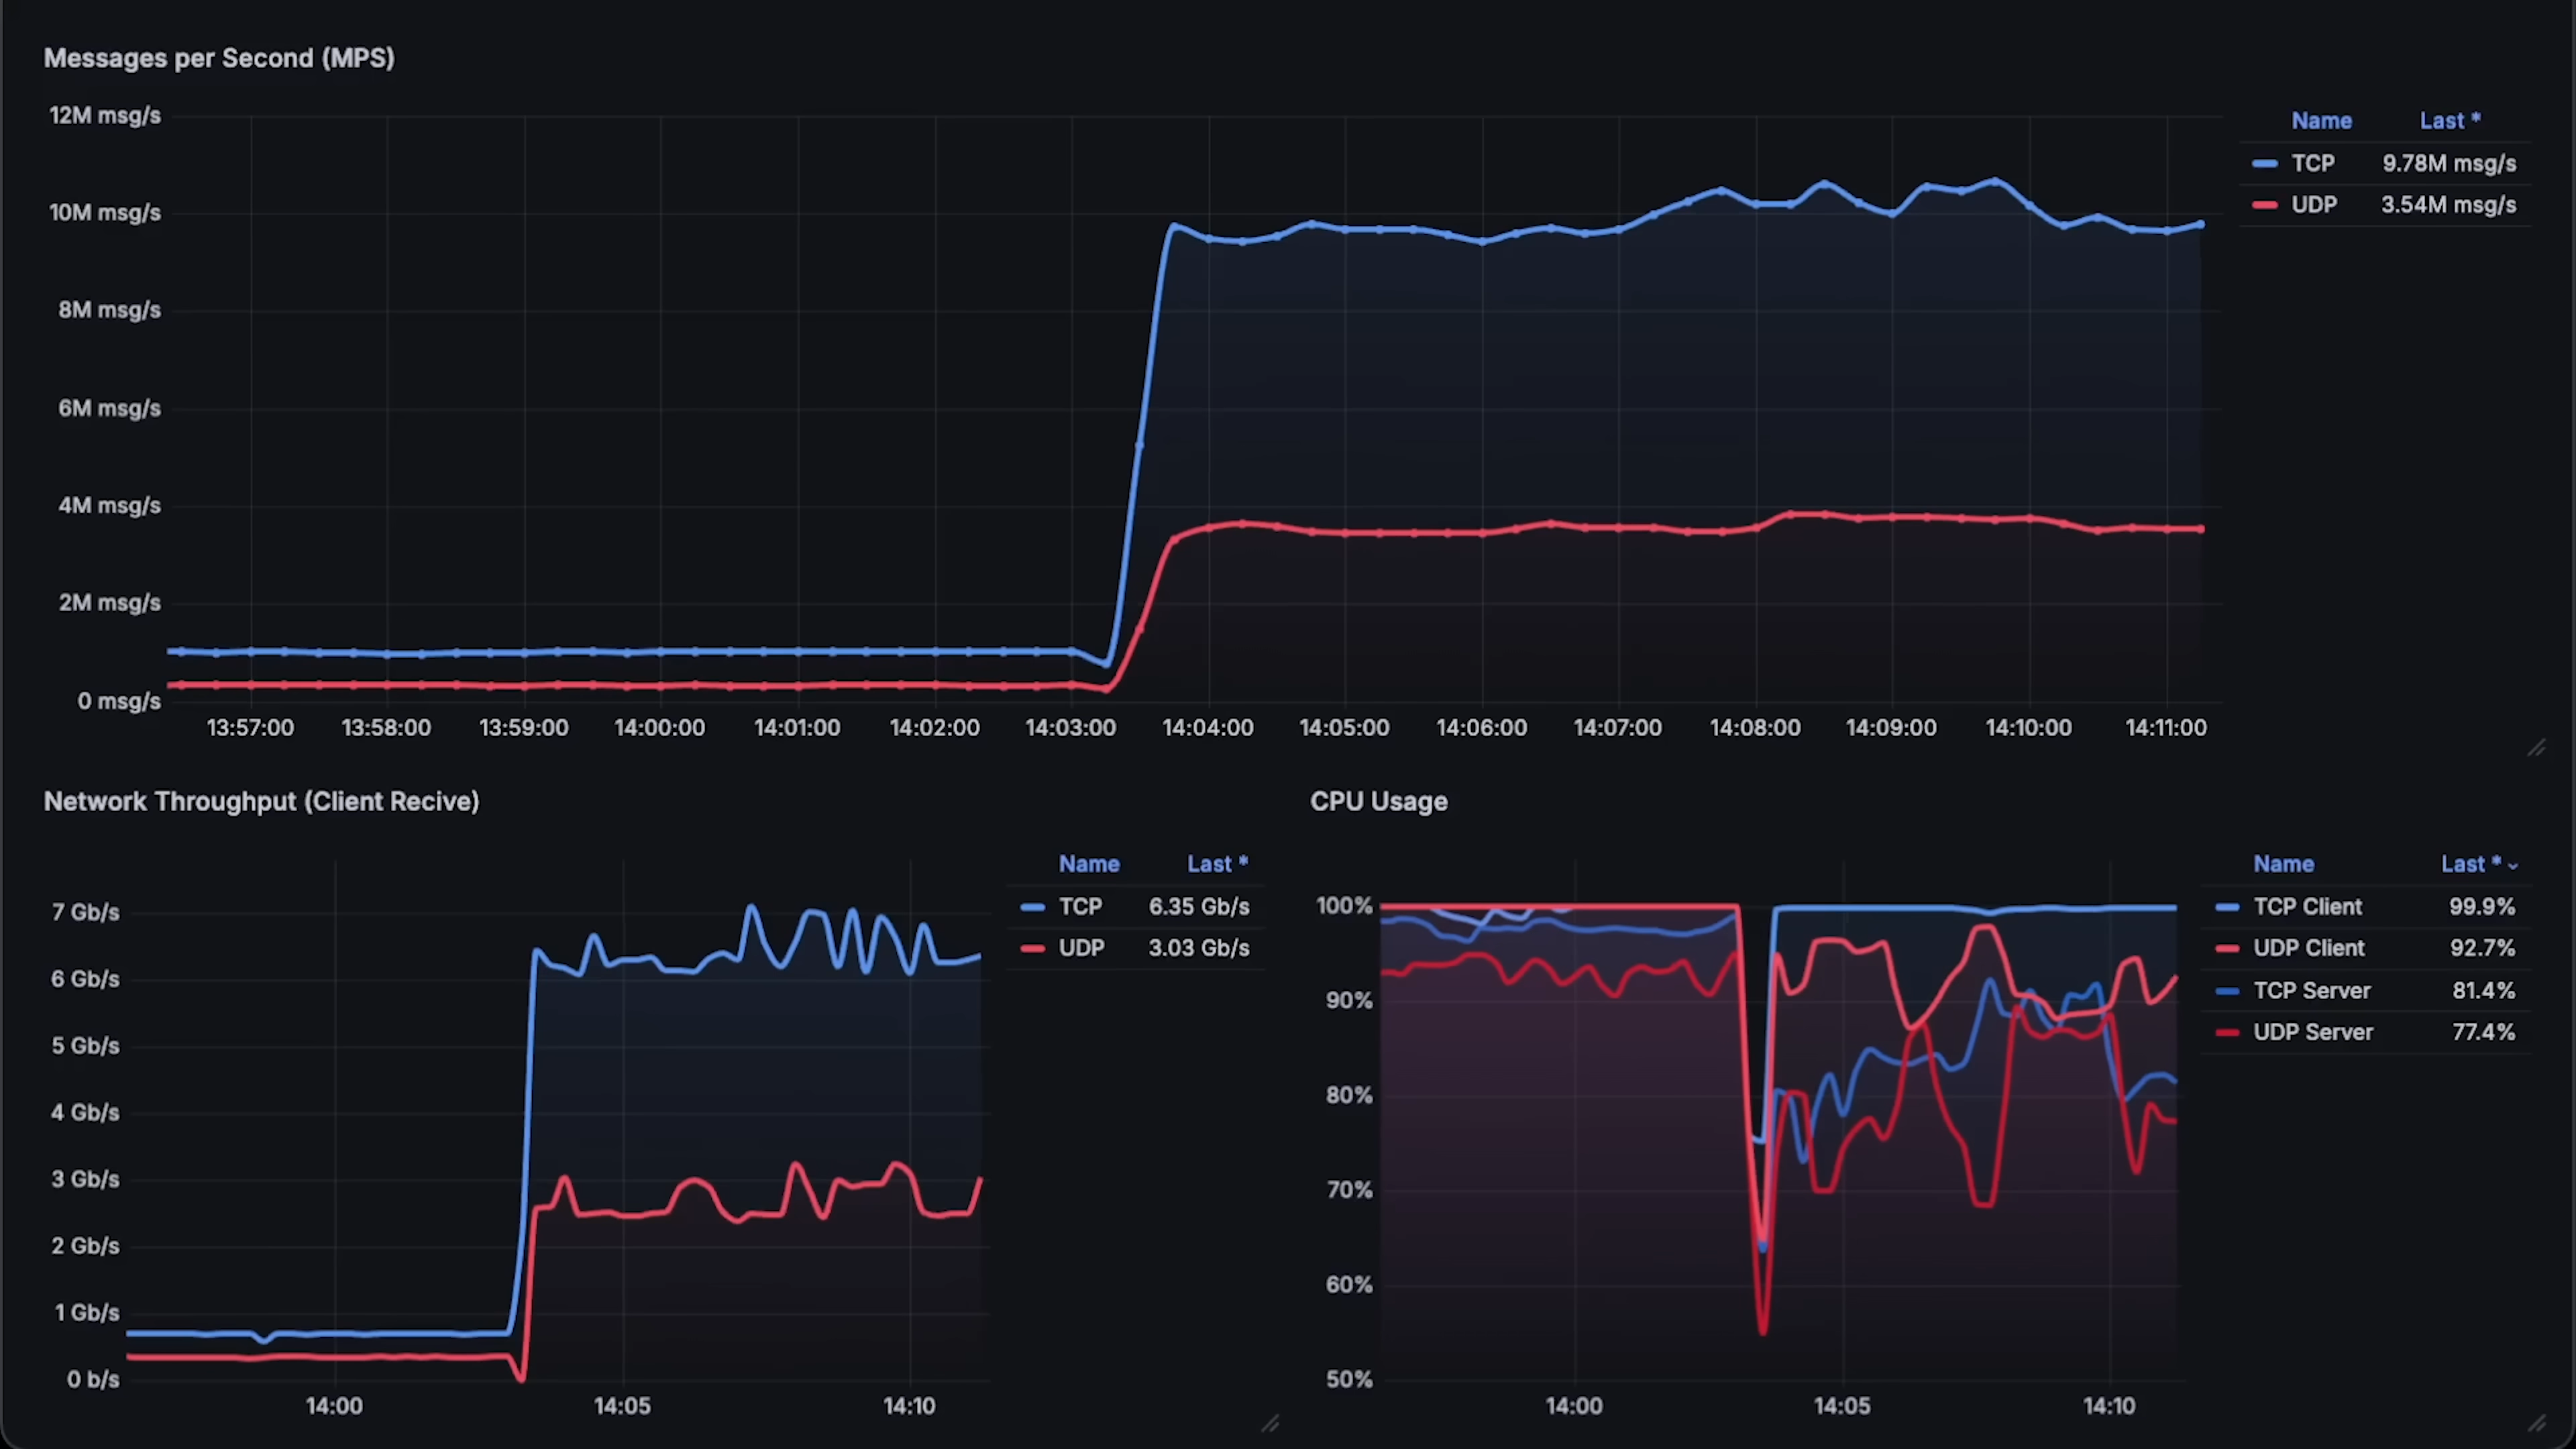 Messages per Second (MPS)
12M msg/s
10M msg/s
8M msg/s
6M msg/s
4M msg/s
2M msg/s
0 msg/s
13:57:00 13:58:00 13:59:00 14:00:00 14:01:00 14:02:00 14:03:00 14:04:00 14:05:00 14:06:00 14:07:00 14:08:00 14:09:00 14:10:00 14:11:00
Name Last *
TCP 9.78M msg/s
UDP 3.54M msg/s
Network Throughput (Client Recive)
7 Gb/s
6 Gb/s
5 Gb/s
4 Gb/s
3 Gb/s
2 Gb/s
1 Gb/s
0 b/s
14:00 14:05 14:10
Name Last *
TCP 6.35 Gb/s
UDP 3.03 Gb/s
CPU Usage
100%
90%
80%
70%
60%
50%
14:00 14:05 14:10
Name Last *
TCP Client 99.9%
UDP Client 92.7%
TCP Server 81.4%
UDP Server 77.4%